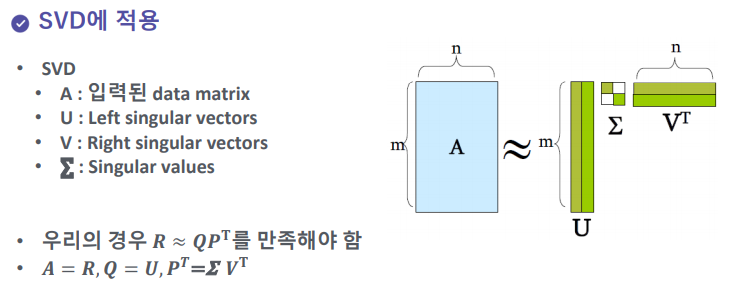 SVD에 적용
• SVD
• A : 입력된 data matrix
• U : Left singular vectors
• V : Right singular vectors
• Σ : Singular values
• 우리의 경우 R ≈ QPᵀ를 만족해야 함
• A = R, Q = U, Pᵀ=Σ Vᵀ
n
m
A
≈
m
U
Σ
n
Vᵀ